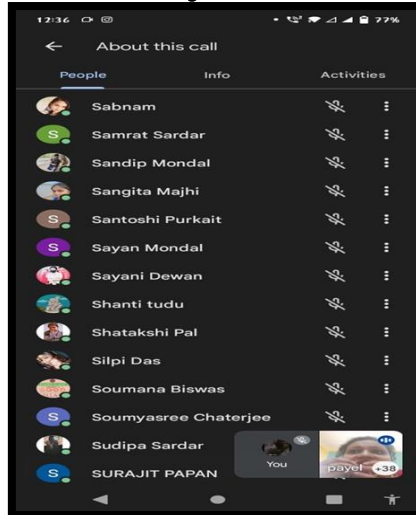 12:36 77%
About this call
People Info Activities
Sabnam
S Samrat Sardar
Sandip Mondal
Sangita Majhi
S Santoshi Purkait
S Sayan Mondal
Sayani Dewan
Shanti tudu
Shatakshi Pal
Silpi Das
Soumana Biswas
S Soumyasree Chaterjee
Sudipa Sardar
S SURAJIT PAPAN
You payel +38